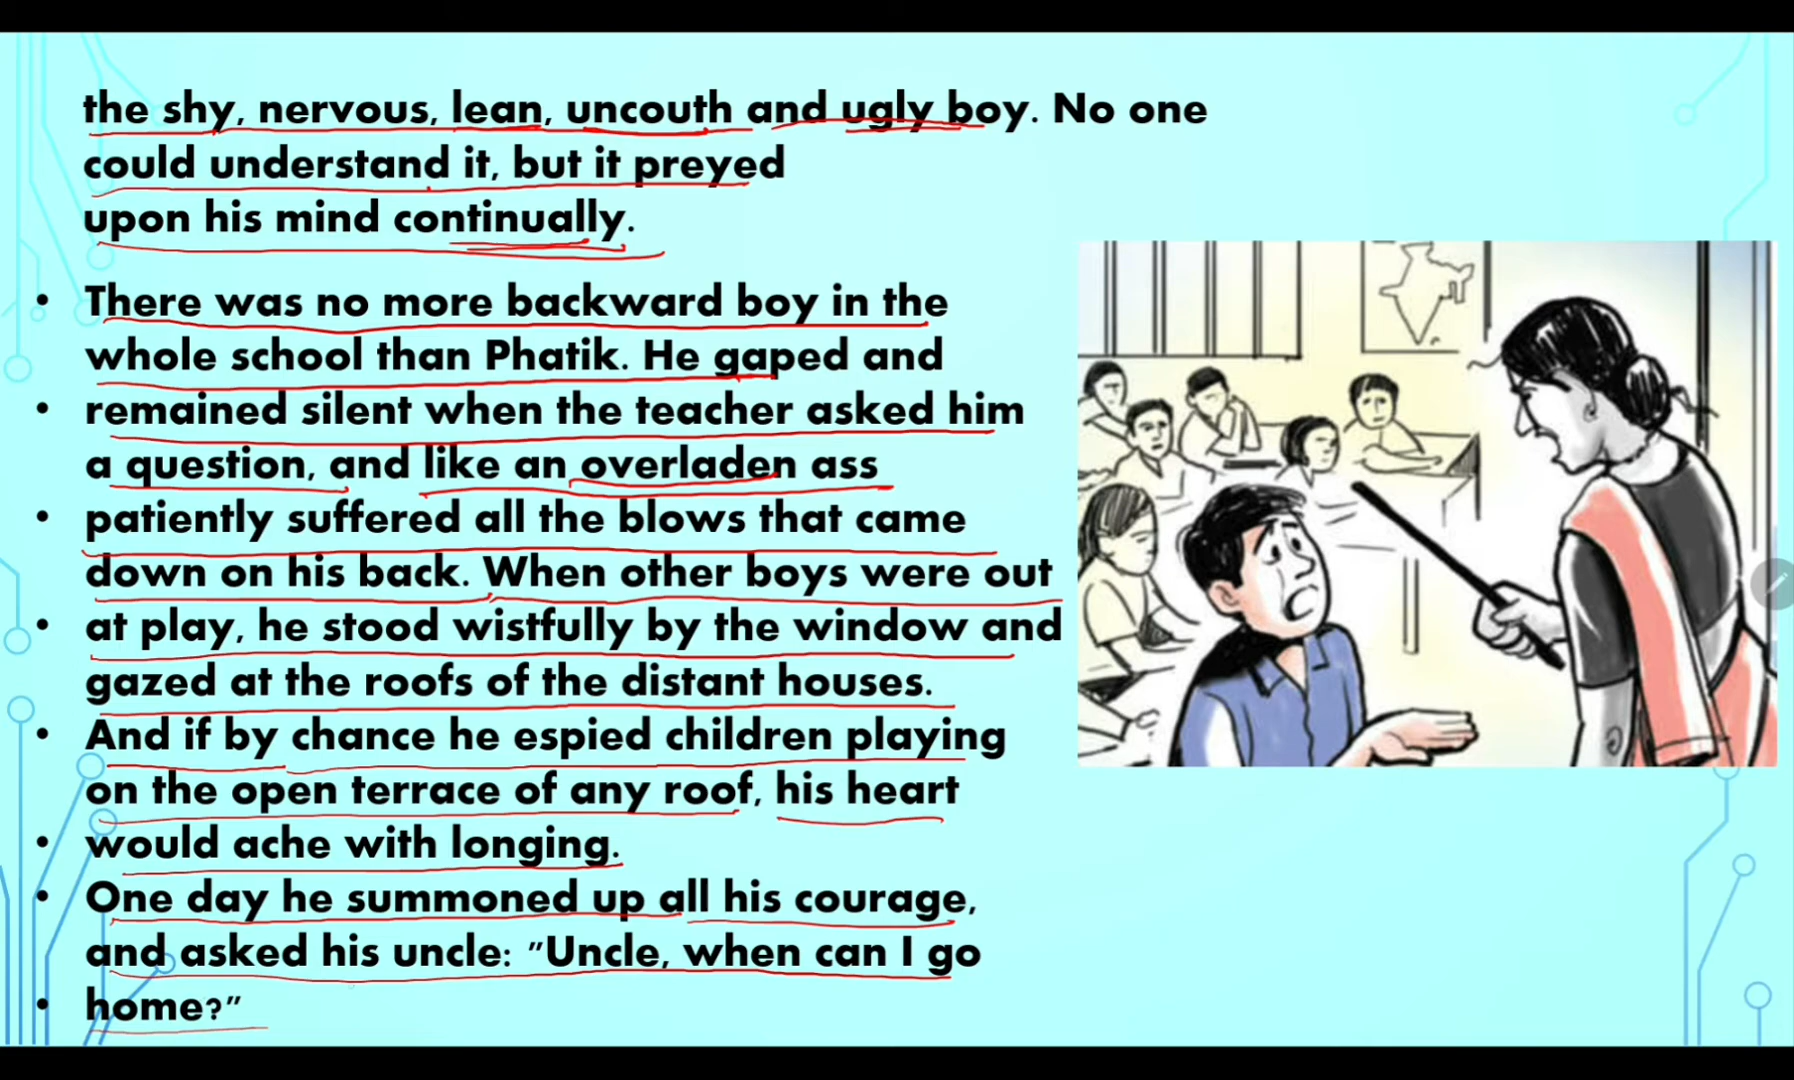 the shy, nervous, lean, uncouth and ugly boy. No one
could understand it, but it preyed
upon his mind continually.
• There was no more backward boy in the
whole school than Phatik. He gaped and
• remained silent when the teacher asked him
a question, and like an overladen ass
• patiently suffered all the blows that came
down on his back. When other boys were out
• at play, he stood wistfully by the window and
gazed at the roofs of the distant houses.
• And if by chance he espied children playing
on the open terrace of any roof, his heart
• would ache with longing.
• One day he summoned up all his courage,
and asked his uncle: "Uncle, when can I go
• home?"